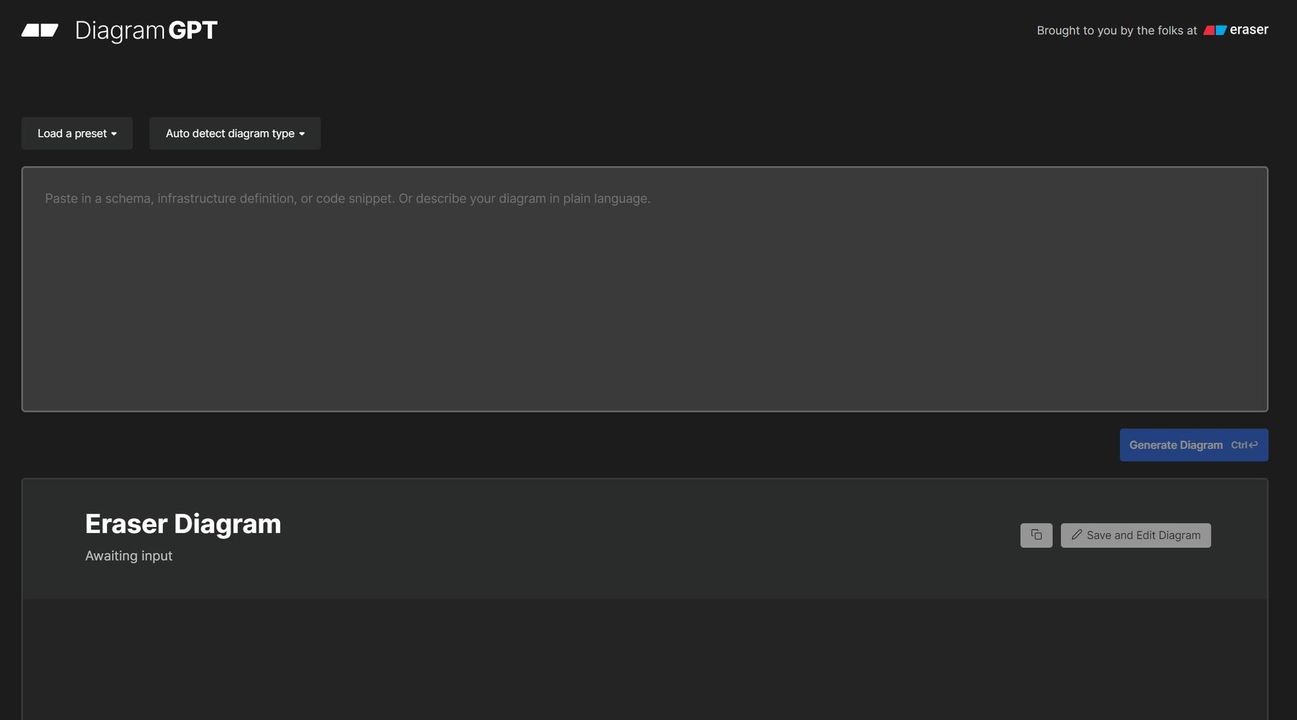 DiagramGPT
Brought to you by the folks at eraser
Load a preset Auto detect diagram type
Paste in a schema, infrastructure definition, or code snippet. Or describe your diagram in plain language.
Generate Diagram Ctrl↩
Eraser Diagram
Awaiting input
Save and Edit Diagram